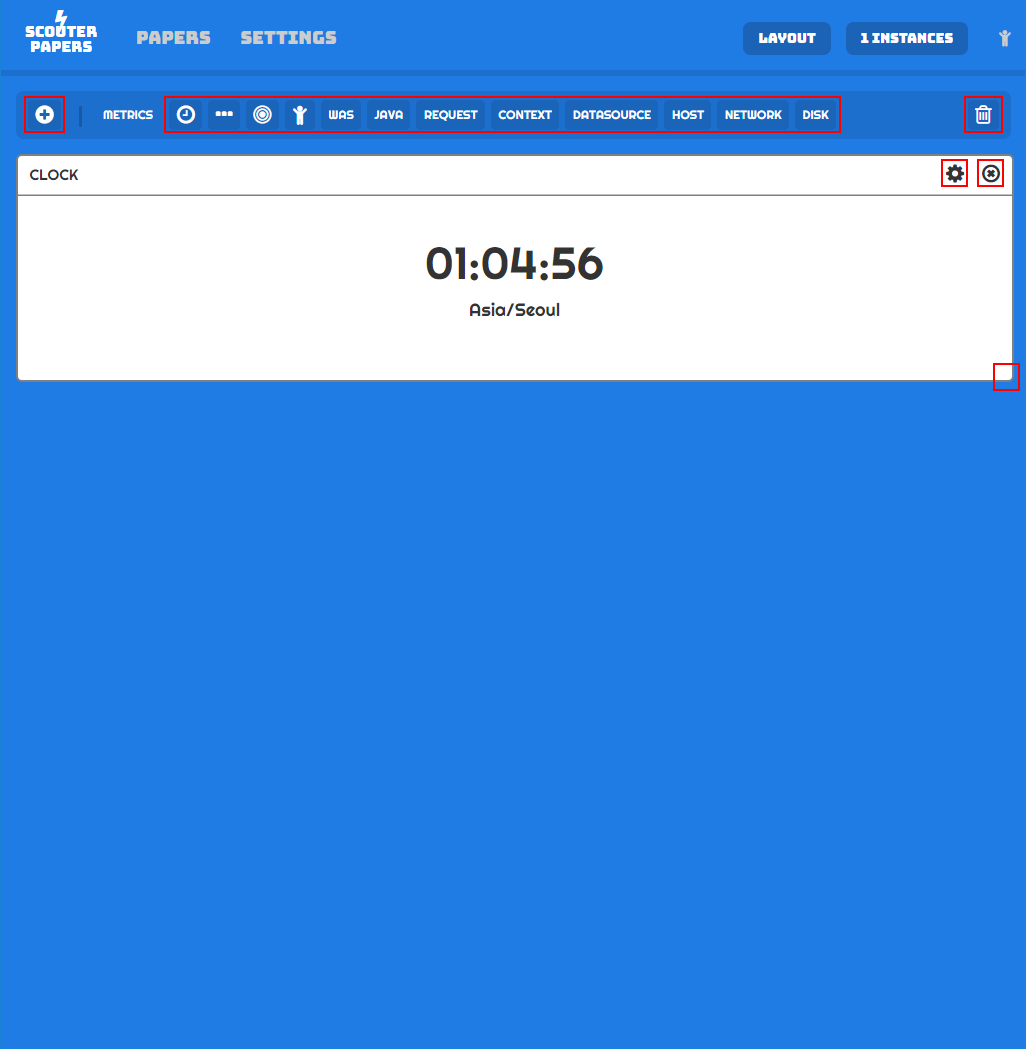 SCOUTER
PAPERS
PAPERS SETTINGS LAYOUT 1 INSTANCES
METRICS WAS JAVA REQUEST CONTEXT DATASOURCE HOST NETWORK DISK
CLOCK
01:04:56
Asia/Seoul